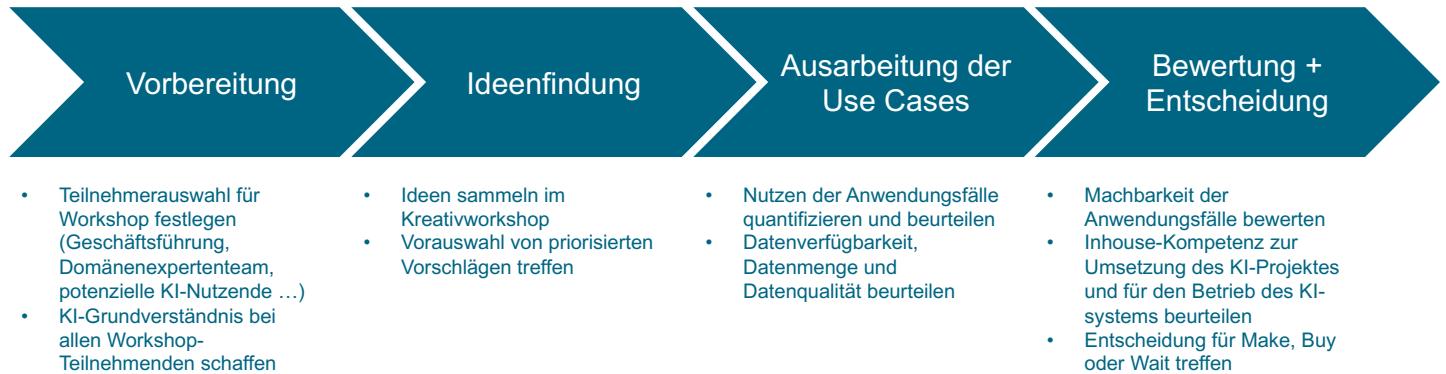 Vorbereitung
Ideenfindung
Ausarbeitung der
Use Cases
Bewertung +
Entscheidung
• Teilnehmerauswahl für
Workshop festlegen
(Geschäftsführung,
Domänenexpertenteam,
potenzielle KI-Nutzende …)
• KI-Grundverständnis bei
allen Workshop-
Teilnehmenden schaffen
• Ideen sammeln im
Kreativworkshop
• Vorauswahl von priorisierten
Vorschlägen treffen
• Nutzen der Anwendungsfälle
quantifizieren und beurteilen
• Datenverfügbarkeit,
Datenmenge und
Datenqualität beurteilen
• Machbarkeit der
Anwendungsfälle bewerten
• Inhouse-Kompetenz zur
Umsetzung des KI-Projektes
und für den Betrieb des KI-
systems beurteilen
• Entscheidung für Make, Buy
oder Wait treffen